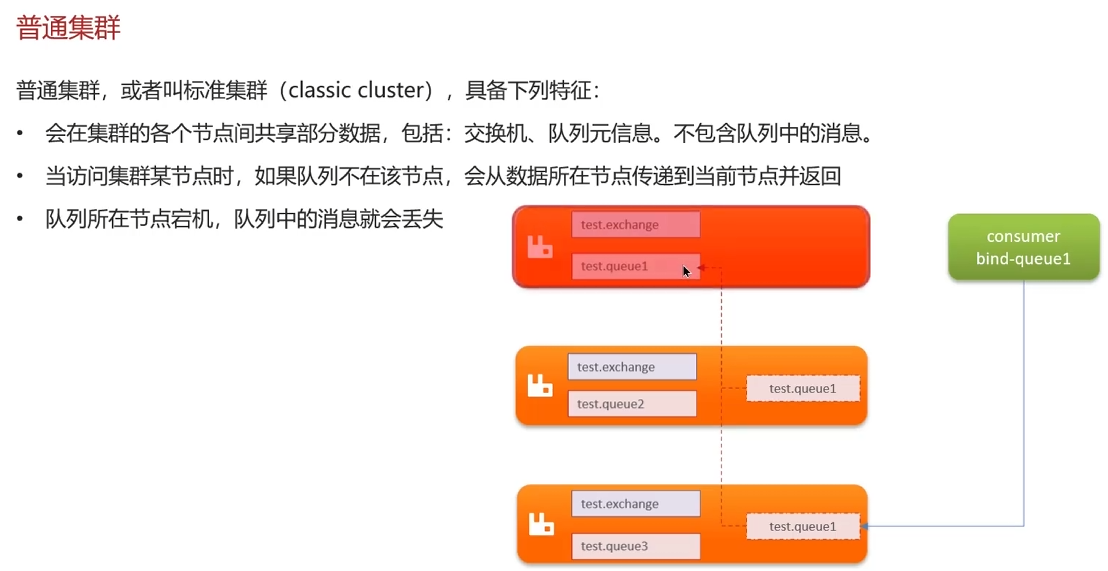 普通集群
普通集群，或者叫标准集群（classic cluster），具备下列特征：
• 会在集群的各个节点间共享部分数据，包括：交换机、队列元信息。不包含队列中的消息。
• 当访问集群某节点时，如果队列不在该节点，会从数据所在节点传递到当前节点并返回
• 队列所在节点宕机，队列中的消息就会丢失
test.exchange
test.queue1
consumer
bind-queue1
test.exchange
test.queue2
test.queue1
test.exchange
test.queue3
test.queue1